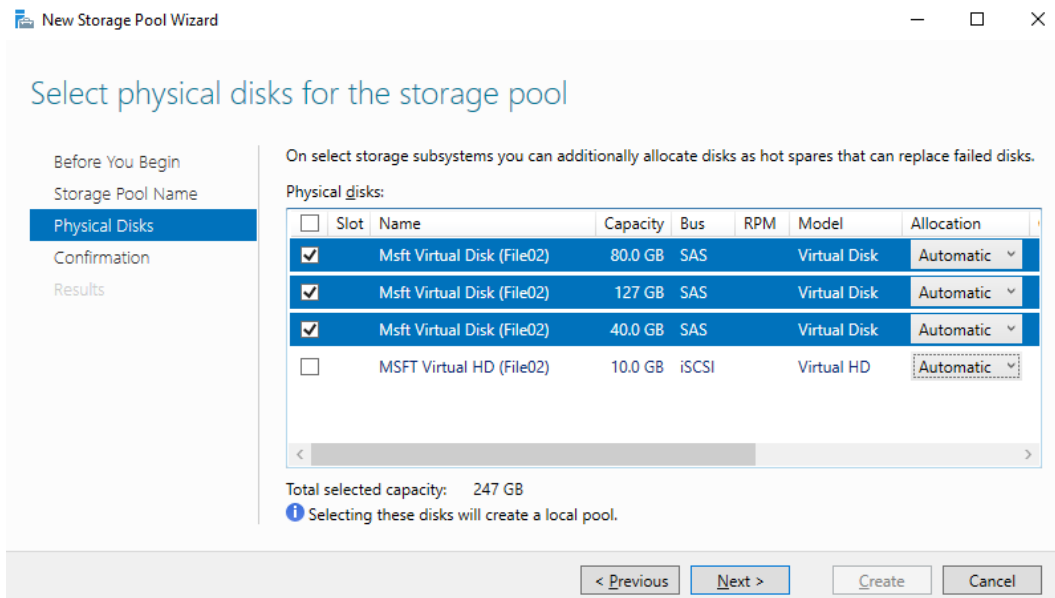 New Storage Pool Wizard
Select physical disks for the storage pool
Before You Begin
Storage Pool Name
Physical Disks
Confirmation
Results
On select storage subsystems you can additionally allocate disks as hot spares that can replace failed disks.
Physical disks:
Slot Name Capacity Bus RPM Model Allocation
Msft Virtual Disk (File02) 80.0 GB SAS Virtual Disk Automatic
Msft Virtual Disk (File02) 127 GB SAS Virtual Disk Automatic
Msft Virtual Disk (File02) 40.0 GB SAS Virtual Disk Automatic
MSFT Virtual HD (File02) 10.0 GB iSCSI Virtual HD Automatic
Total selected capacity: 247 GB
Selecting these disks will create a local pool.
< Previous Next > Create Cancel